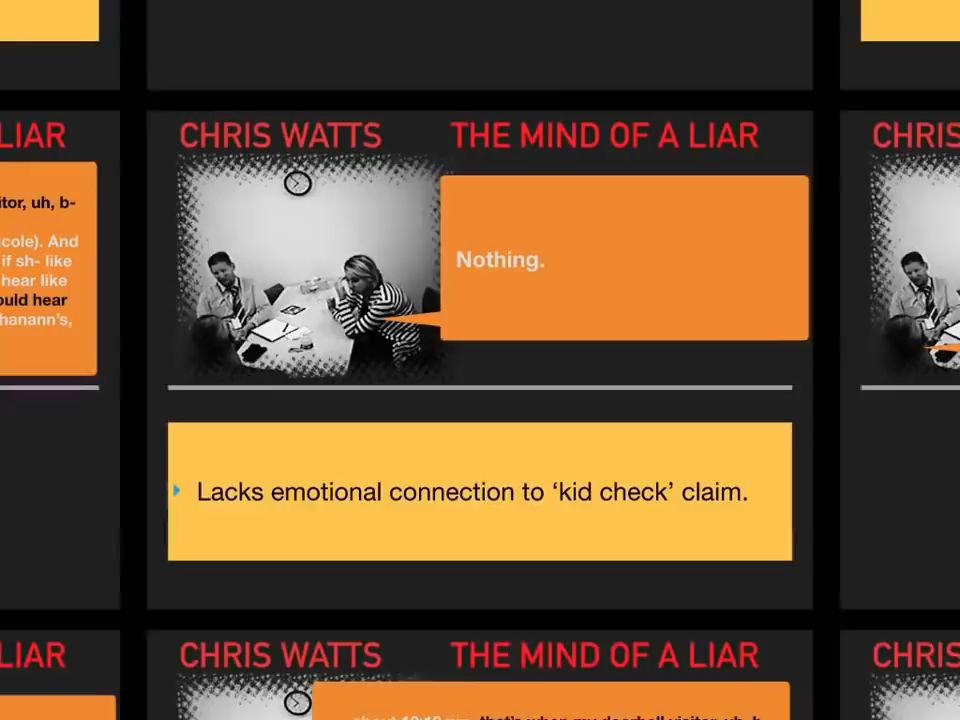 LIAR
itor, uh, b-
icole). And
if sh- like
hear like
ould hear
hanann's,
CHRIS WATTS THE MIND OF A LIAR
Nothing.
Lacks emotional connection to ‘kid check’ claim.
CHRIS
LIAR
CHRIS WATTS THE MIND OF A LIAR
CHRIS